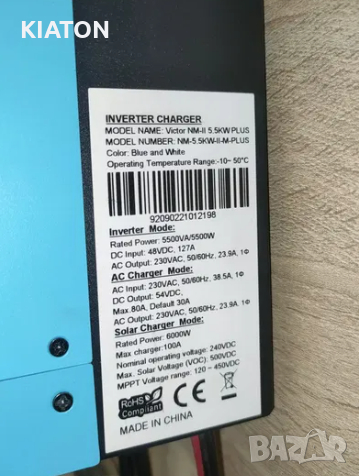 KIATON
INVERTER CHARGER
MODEL NAME: Victor NM-II 5.5KW PLUS
MODEL NUMBER: NM-5.5KW-II-M-PLUS
Color: Blue and White
Operating Temperature Range:-10~ 50°C
92090221012198
Inverter Mode:
Rated Power: 5500VA/5500W
DC Input: 48VDC, 127A
AC Output: 230VAC, 50/60HZ, 23.9A, 1Φ
AC Charger Mode:
AC Input: 230VAC, 50/60HZ, 38.5A, 1Φ
DC Output: 54VDC,
Max.80A, Default 30A
AC Output: 230VAC, 50/60HZ, 23.9A, 1Φ
Solar Charger Mode:
Rated Power: 6000W
Max charger:100A
Nominal operating voltage: 240VDC
Max. Solar Voltage (VOC): 500VDC
MPPT Voltage range: 120 ~ 450VDC
RoHS
Compliant
CE
MADE IN CHINA
bazar.bg